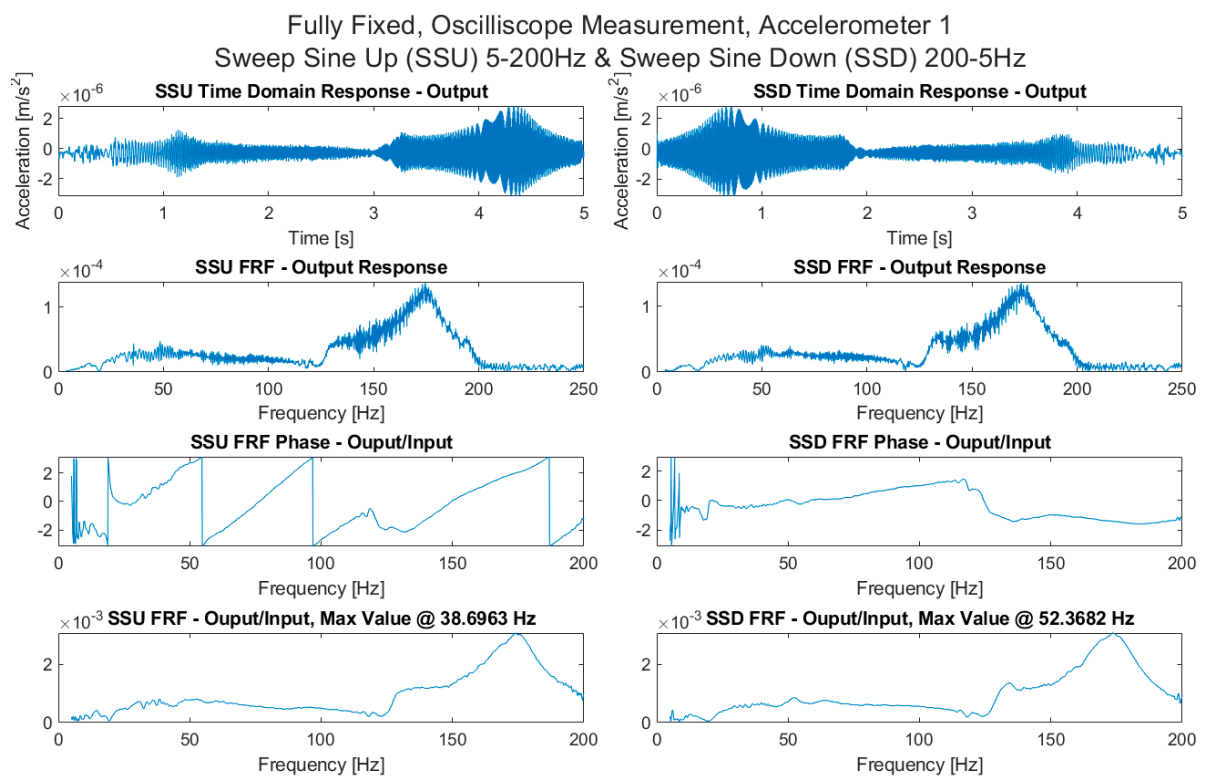 Fully Fixed, Oscilliscope Measurement, Accelerometer 1
Sweep Sine Up (SSU) 5-200Hz & Sweep Sine Down (SSD) 200-5Hz
×10^-6 SSU Time Domain Response - Output
Acceleration [m/s^2]
2
0
-2
0 1 2 3 4 5
Time [s]
×10^-6 SSD Time Domain Response - Output
Acceleration [m/s^2]
2
0
-2
0 1 2 3 4 5
Time [s]
×10^-4 SSU FRF - Output Response
1
0
0 50 100 150 200 250
Frequency [Hz]
×10^-4 SSD FRF - Output Response
1
0
0 50 100 150 200 250
Frequency [Hz]
SSU FRF Phase - Ouput/Input
2
0
-2
0 50 100 150 200
Frequency [Hz]
SSD FRF Phase - Ouput/Input
2
0
-2
0 50 100 150 200
Frequency [Hz]
×10^-3 SSU FRF - Ouput/Input, Max Value @ 38.6963 Hz
2
0
0 50 100 150 200
Frequency [Hz]
×10^-3 SSD FRF - Ouput/Input, Max Value @ 52.3682 Hz
2
0
0 50 100 150 200
Frequency [Hz]